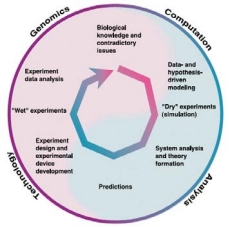 Genomics
Computation
Biological
knowledge and
contradictory
issues
Data- and
hypothesis-
driven
modeling
"Dry" experiments
(simulation)
System analysis
and theory
formation
Predictions
Experiment
design and
experimental
device
development
"Wet" experiments
Experiment
data analysis
Analysis
Technology